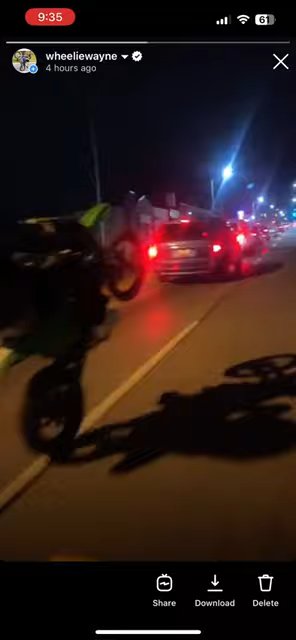 9:35
61
wheeliewayne
4 hours ago
Share
Download
Delete